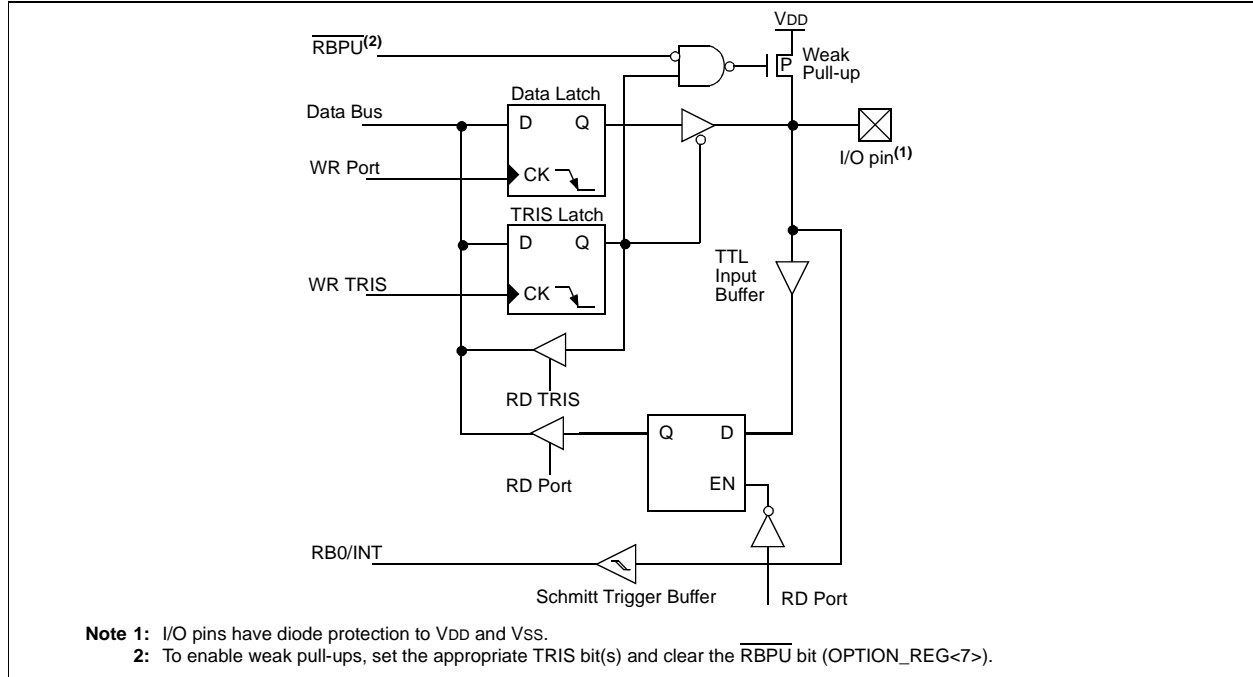 VDD
RBPU(2)
Weak
Pull-up
P
Data Latch
Data Bus
D Q
I/O pin(1)
WR Port
CK
TRIS Latch
D Q
TTL
Input
Buffer
WR TRIS
CK
RD TRIS
Q D
EN
RD Port
RB0/INT
Schmitt Trigger Buffer
RD Port
Note 1: I/O pins have diode protection to VDD and VSS.
2: To enable weak pull-ups, set the appropriate TRIS bit(s) and clear the RBPU bit (OPTION_REG<7>).